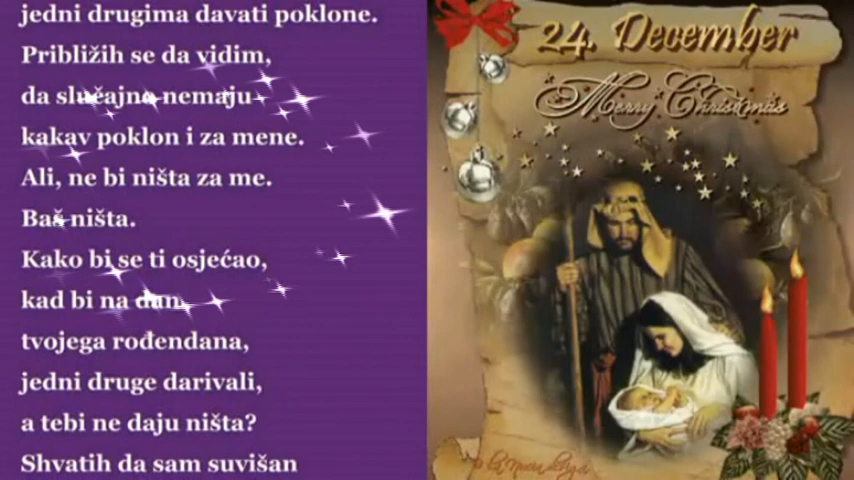 jedni drugima davati poklone.
Približih se da vidim,
da slučajno nemaju
kakav poklon i za mene.
Ali, ne bi ništa za me.
Baš ništa.
Kako bi se ti osjećao,
kad bi na dan
tvojega rođendana,
jedni druge darivali,
a tebi ne daju ništa?
Shvatih da sam suvišan
24. December
Merry Christmas